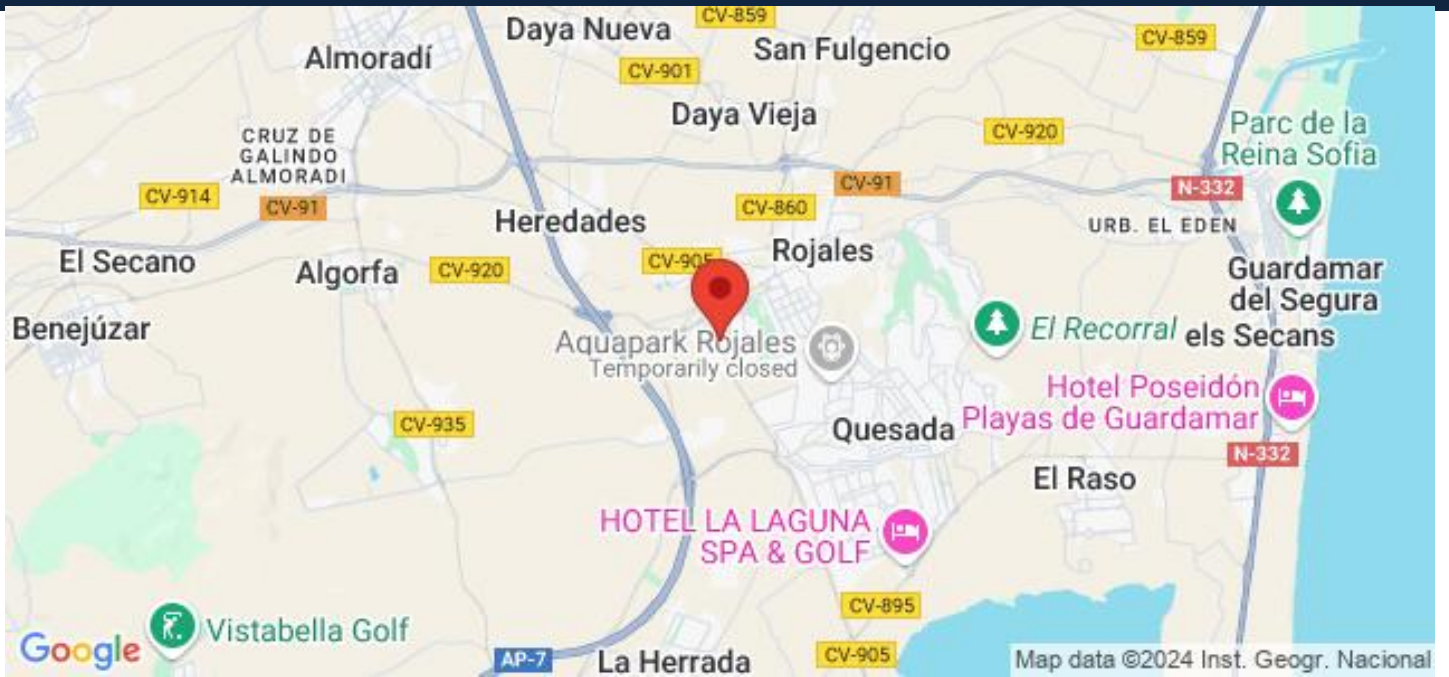 CV-859
Daya Nueva
San Fulgencio
CV-859
Almoradí
CV-901
Daya Vieja
CV-920
Parc de la
Reina Sofia
CRUZ DE
GALINDO
ALMORADI
CV-914
CV-91
CV-91
N-332
CV-860
Heredades
URB. EL EDEN
El Secano
Algorfa
CV-920
CV-905
Rojales
Guardamar
del Segura
Benejúzar
Aquapark Rojales
Temporarily closed
El Recorral
els Secans
Hotel Poseidón
Playas de Guardamar
CV-935
Quesada
N-332
El Raso
HOTEL LA LAGUNA
SPA & GOLF
CV-895
Vistabella Golf
Google
AP-7
La Herrada
CV-905
Map data ©2024 Inst. Geogr. Nacional